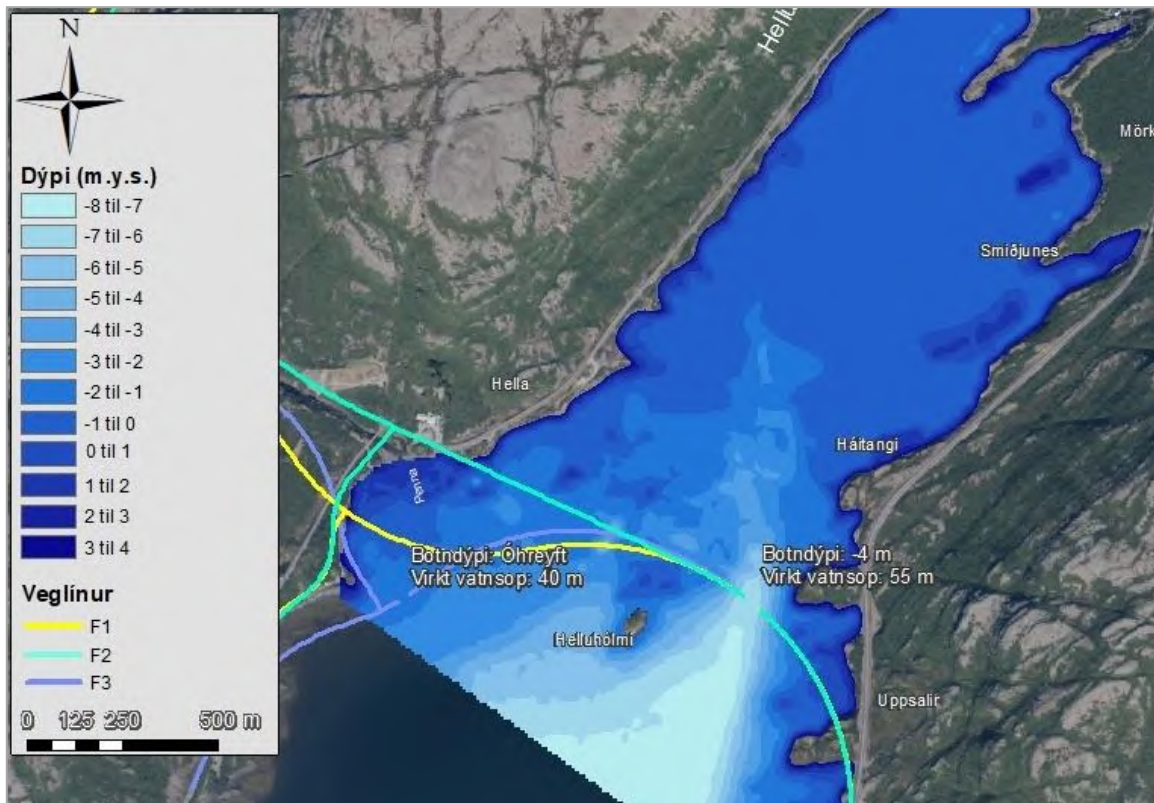 N
Dýpi (m.y.s.)
-8 til -7
-7 til -6
-6 til -5
-5 til -4
-4 til -3
-3 til -2
-2 til -1
-1 til 0
0 til 1
1 til 2
2 til 3
3 til 4
Veglínur
F1
F2
F3
0 125 250 500 m
Mörk
Smiðjunes
Hella
Háitangi
Penna
Botndýpi: Óhreyft
Virkt vatnsop: 40 m
Botndýpi: -4 m
Virkt vatnsop: 55 m
Helluhólmi
Uppsalir